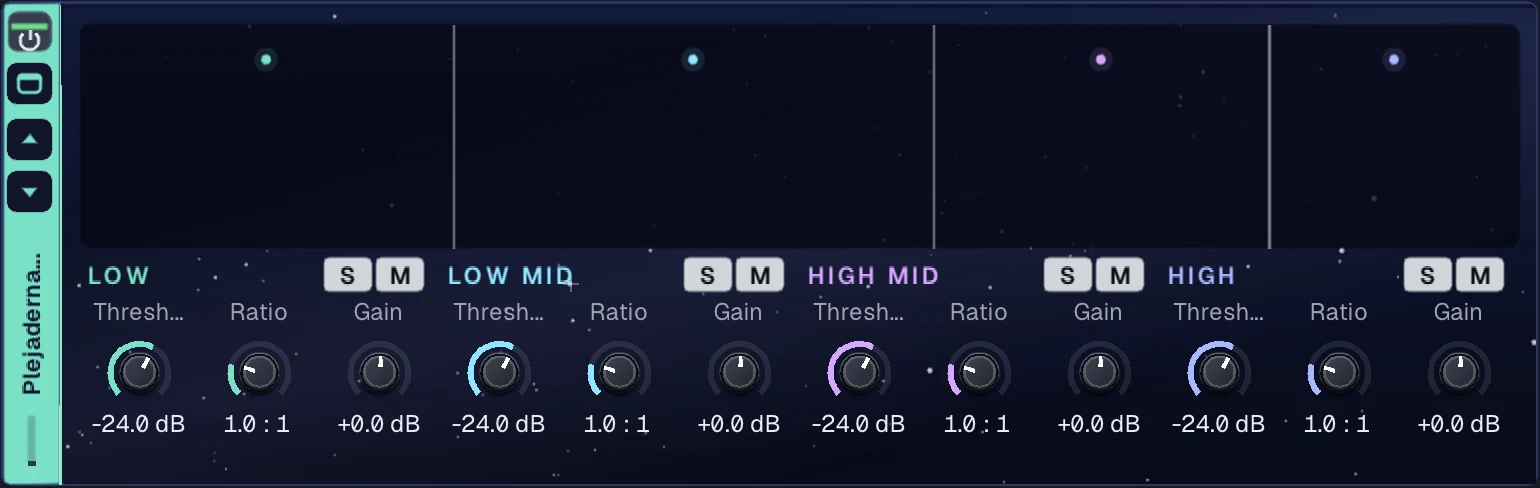 Plejaderna...
LOW S M LOW MID S M HIGH MID S M HIGH S M
Thresh... Ratio Gain Thresh... Ratio Gain Thresh... Ratio Gain Thresh... Ratio Gain
-24.0 dB 1.0 : 1 +0.0 dB -24.0 dB 1.0 : 1 +0.0 dB -24.0 dB 1.0 : 1 +0.0 dB -24.0 dB 1.0 : 1 +0.0 dB